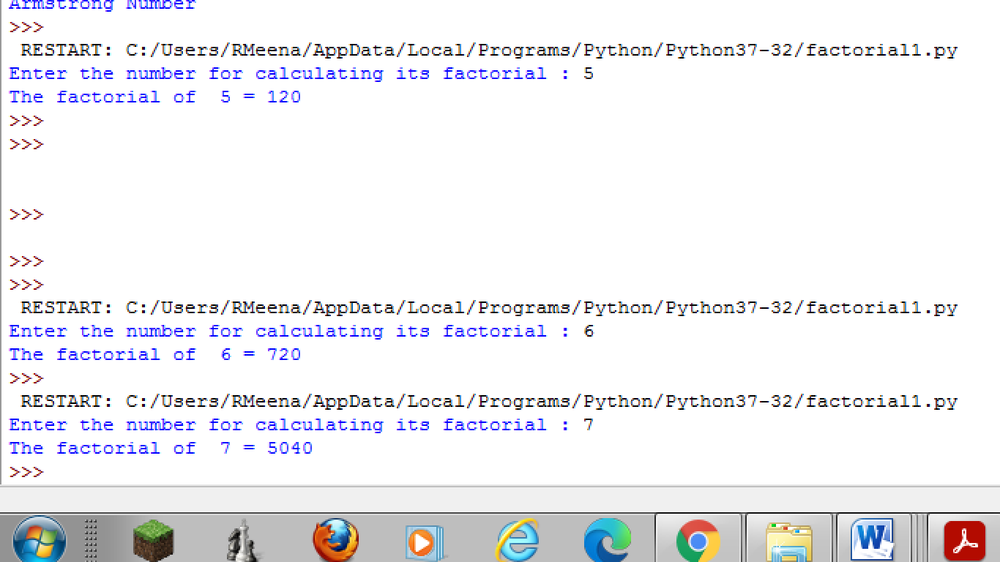 Armstrong Number
>>>
 RESTART: C:/Users/RMeena/AppData/Local/Programs/Python/Python37-32/factorial1.py
Enter the number for calculating its factorial : 5
The factorial of  5 = 120
>>>
>>>
>>>
>>>
>>>
 RESTART: C:/Users/RMeena/AppData/Local/Programs/Python/Python37-32/factorial1.py
Enter the number for calculating its factorial : 6
The factorial of  6 = 720
>>>
 RESTART: C:/Users/RMeena/AppData/Local/Programs/Python/Python37-32/factorial1.py
Enter the number for calculating its factorial : 7
The factorial of  7 = 5040
>>>